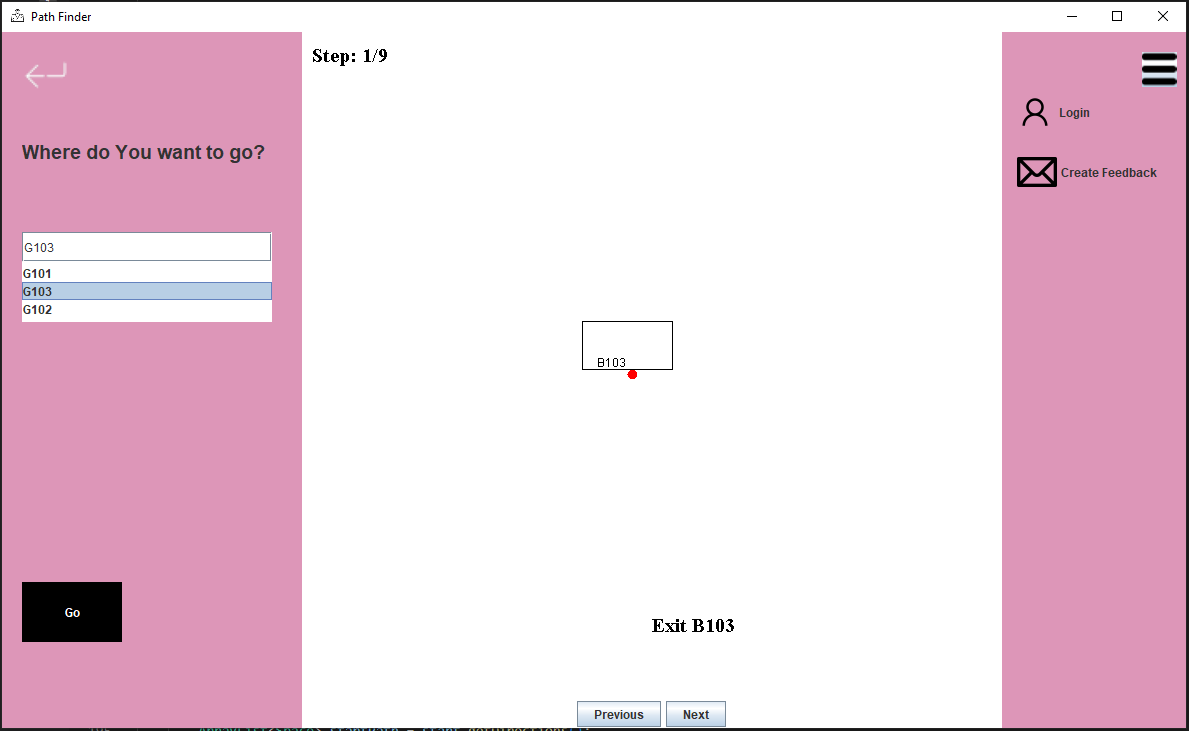 Path Finder
Step: 1/9
Login
Where do You want to go?
Create Feedback
G103
G101
G103
G102
B103
Go
Exit B103
Previous
Next